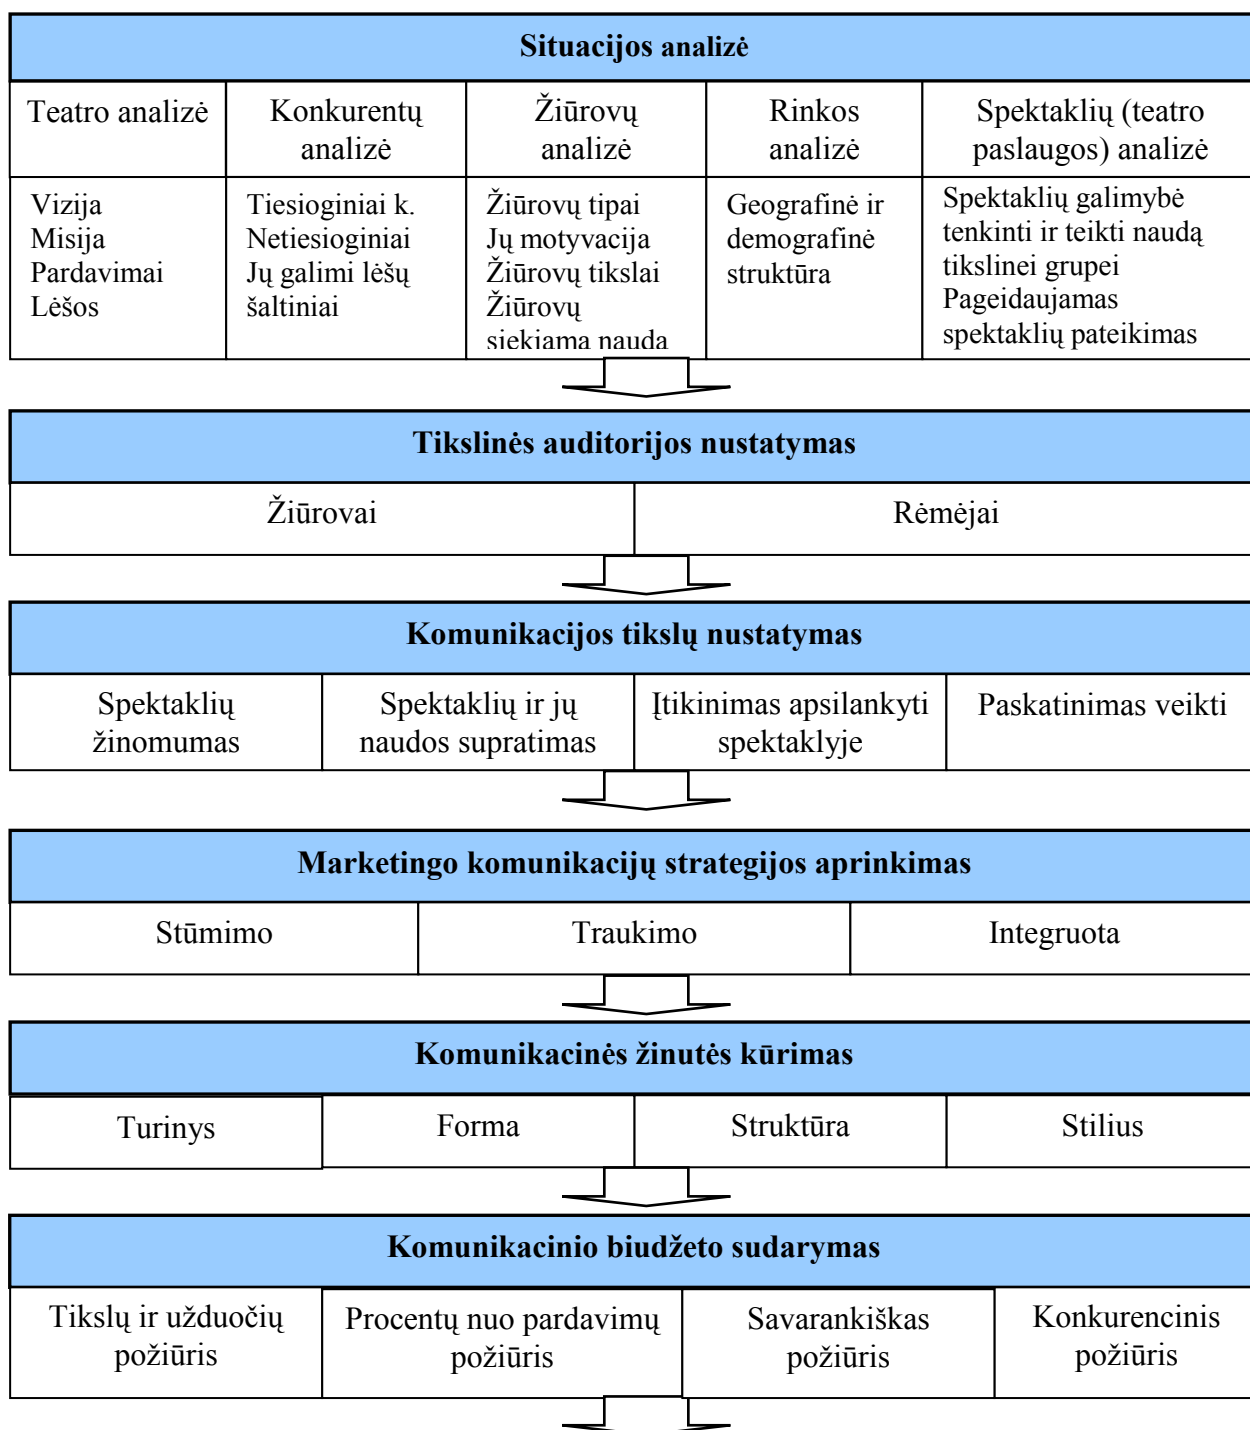 Situacijos analizė
Teatro analizė
Konkurentų
analizė
Žiūrovų
analizė
Rinkos
analizė
Spektaklių (teatro
paslaugos) analizė
Vizija
Misija
Pardavimai
Lėšos
Tiesioginiai k.
Netiesioginiai
Jų galimi lėšų
šaltiniai
Žiūrovų tipai
Jų motyvacija
Žiūrovų tikslai
Žiūrovų
siekiama nauda
Geografinė ir
demografinė
struktūra
Spektaklių galimybė
tenkinti ir teikti naudą
tikslinei grupei
Pageidaujamas
spektaklių pateikimas
Tikslinės auditorijos nustatymas
Žiūrovai
Rėmėjai
Komunikacijos tikslų nustatymas
Spektaklių
žinomumas
Spektaklių ir jų
naudos supratimas
Įtikinimas apsilankyti
spektaklyje
Paskatinimas veikti
Marketingo komunikacijų strategijos aprinkimas
Stūmimo
Traukimo
Integruota
Komunikacinės žinutės kūrimas
Turinys
Forma
Struktūra
Stilius
Komunikacinio biudžeto sudarymas
Tikslų ir užduočių
požiūris
Procentų nuo pardavimų
požiūris
Savarankiškas
požiūris
Konkurencinis
požiūris